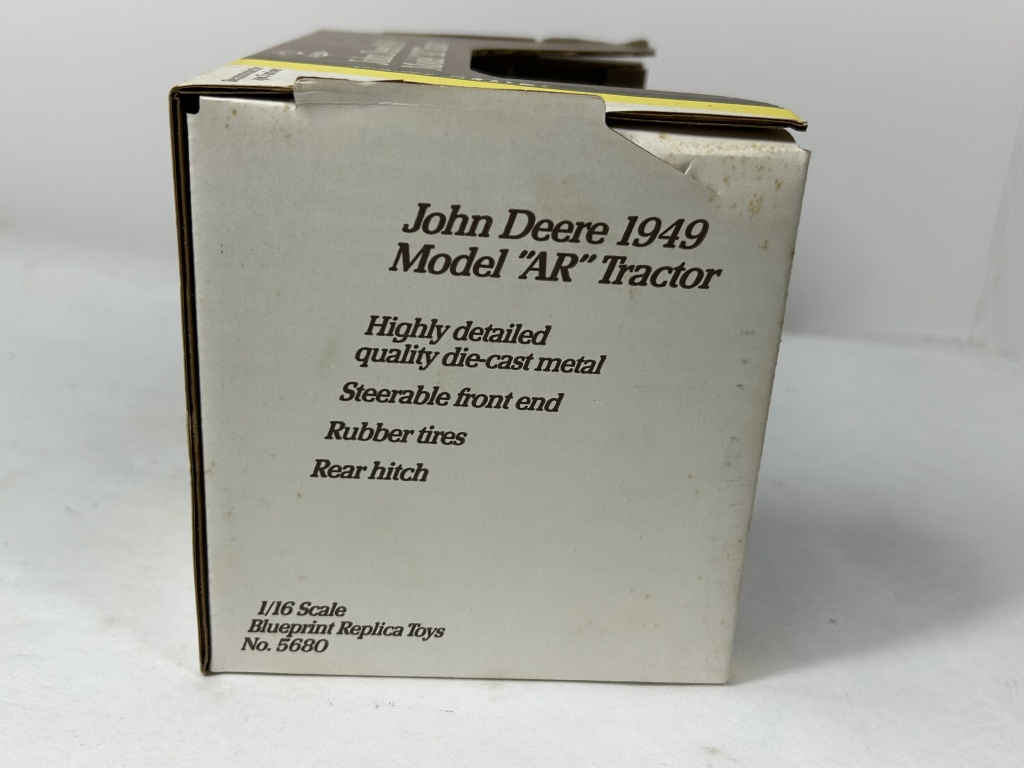 John Deere 1949
Model "AR" Tractor
Highly detailed
quality die-cast metal
Steerable front end
Rubber tires
Rear hitch
1/16 Scale
Blueprint Replica Toys
No. 5680